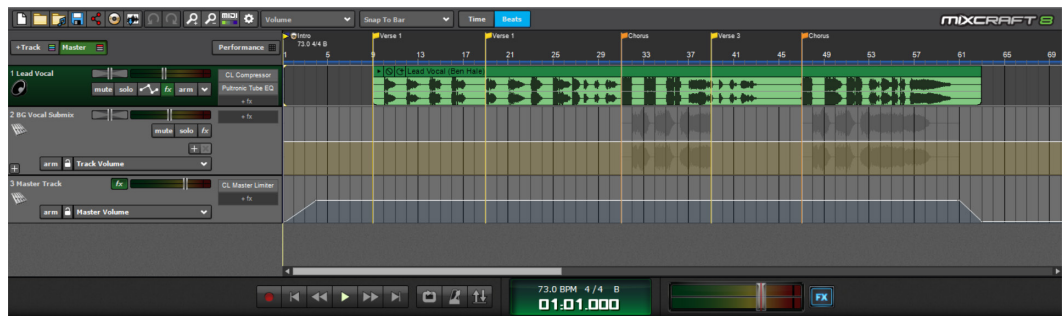 Volume Snap To Bar Time Beats MIXCRAFT 8
+Track Master Performance
Intro Verse 1 Verse 1 Chorus Verse 3 Chorus
73.0 4/4 B
1 5 9 13 17 21 25 29 33 37 41 45 49 53 57 61 65 69
1 Lead Vocal CL Compressor Lead Vocal (Ben Hale)
mute solo fx arm Pultronic Tube EQ
+ fx
2 BG Vocal Submix + fx
mute solo fx
arm Track Volume
3 Master Track fx CL Master Limiter
+ fx
arm Master Volume
73.0 BPM 4/4 B
01:01.000 FX